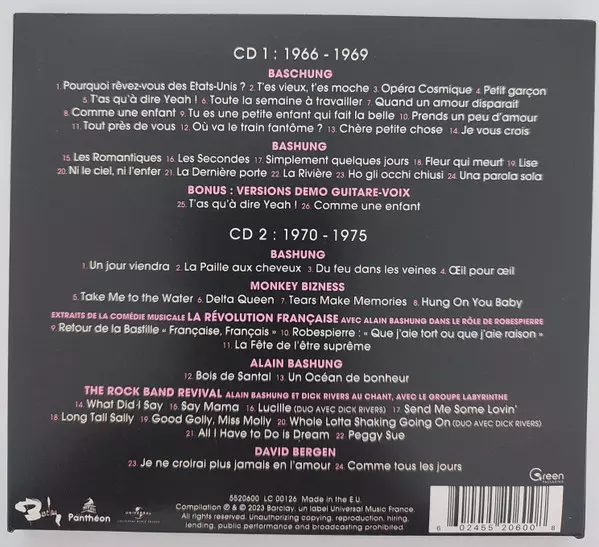 CD 1 : 1966 - 1969
BASCHUNG
1. Pourquoi rêvez-vous des Etats-Unis ? 2. T'es vieux, t'es moche 3. Opéra Cosmique 4. Petit garçon
5. T'as qu'à dire Yeah ! 6. Toute la semaine à travailler 7. Quand un amour disparait
8. Comme une enfant 9. Tu es une petite enfant qui fait la belle 10. Prends un peu d'amour
11. Tout près de vous 12. Où va le train fantôme ? 13. Chère petite chose 14. Je vous crois
BASHUNG
15. Les Romantiques 16. Les Secondes 17. Simplement quelques jours 18. Fleur qui meurt 19. Lise
20. Ni le ciel, ni l'enfer 21. La Dernière porte 22. La Rivière 23. Ho gli occhi chiusi 24. Una parola sola
BONUS : VERSIONS DEMO GUITARE-VOIX
25. T'as qu'à dire Yeah ! 26. Comme une enfant
CD 2 : 1970 - 1975
BASHUNG
1. Un jour viendra 2. La Paille aux cheveux 3. Du feu dans les veines 4. Œil pour œil
MONKEY BIZNESS
5. Take Me to the Water 6. Delta Queen 7. Tears Make Memories 8. Hung On You Baby
EXTRAITS DE LA COMÉDIE MUSICALE LA RÉVOLUTION FRANÇAISE AVEC ALAIN BASHUNG DANS LE RÔLE DE ROBESPIERRE
9. Retour de la Bastille « Française, Français » 10. Robespierre : « Que j'aie tort ou que j'aie raison »
11. La Fête de l'être suprême
ALAIN BASHUNG
12. Bois de Santal 13. Un Océan de bonheur
THE ROCK BAND REVIVAL ALAIN BASHUNG ET DICK RIVERS AU CHANT, AVEC LE GROUPE LABYRINTHE
14. What Did I Say 15. Say Mama 16. Lucille (DUO AVEC DICK RIVERS) 17. Send Me Some Lovin'
18. Long Tall Sally 19. Good Golly, Miss Molly 20. Whole Lotta Shaking Going On (DUO AVEC DICK RIVERS)
21. All I Have to Do is Dream 22. Peggy Sue
DAVID BERGEN
23. Je ne croirai plus jamais en l'amour 24. Comme tous les jours
Barclay
Panthéon
UNIVERSAL
5520600 LC 00126 Made in the E.U.
Compilation ℗ & © 2023 Barclay, un label Universal Music France.
All rights reserved. Unauthorized copying, reproduction, hiring,
lending, public performance and broadcasting prohibited.
Green
6 02455 20600 8